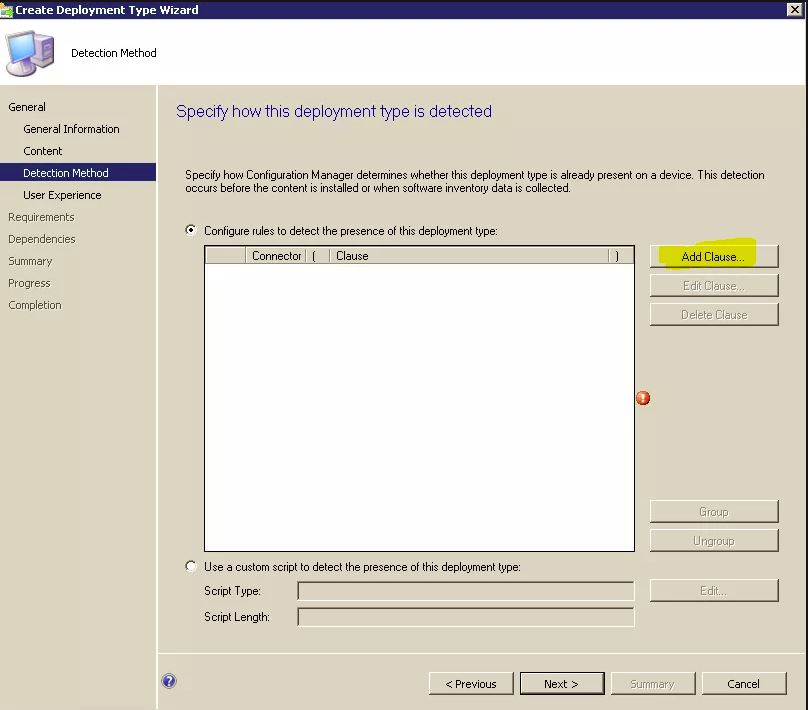 Create Deployment Type Wizard
Detection Method
General
General Information
Content
Detection Method
User Experience
Requirements
Dependencies
Summary
Progress
Completion
Specify how this deployment type is detected
Specify how Configuration Manager determines whether this deployment type is already present on a device. This detection
occurs before the content is installed or when software inventory data is collected.
Configure rules to detect the presence of this deployment type:
Connector ( Clause )
Add Clause...
Edit Clause...
Delete Clause
Group
Ungroup
Use a custom script to detect the presence of this deployment type:
Script Type:
Edit...
Script Length:
< Previous
Next >
Summary
Cancel